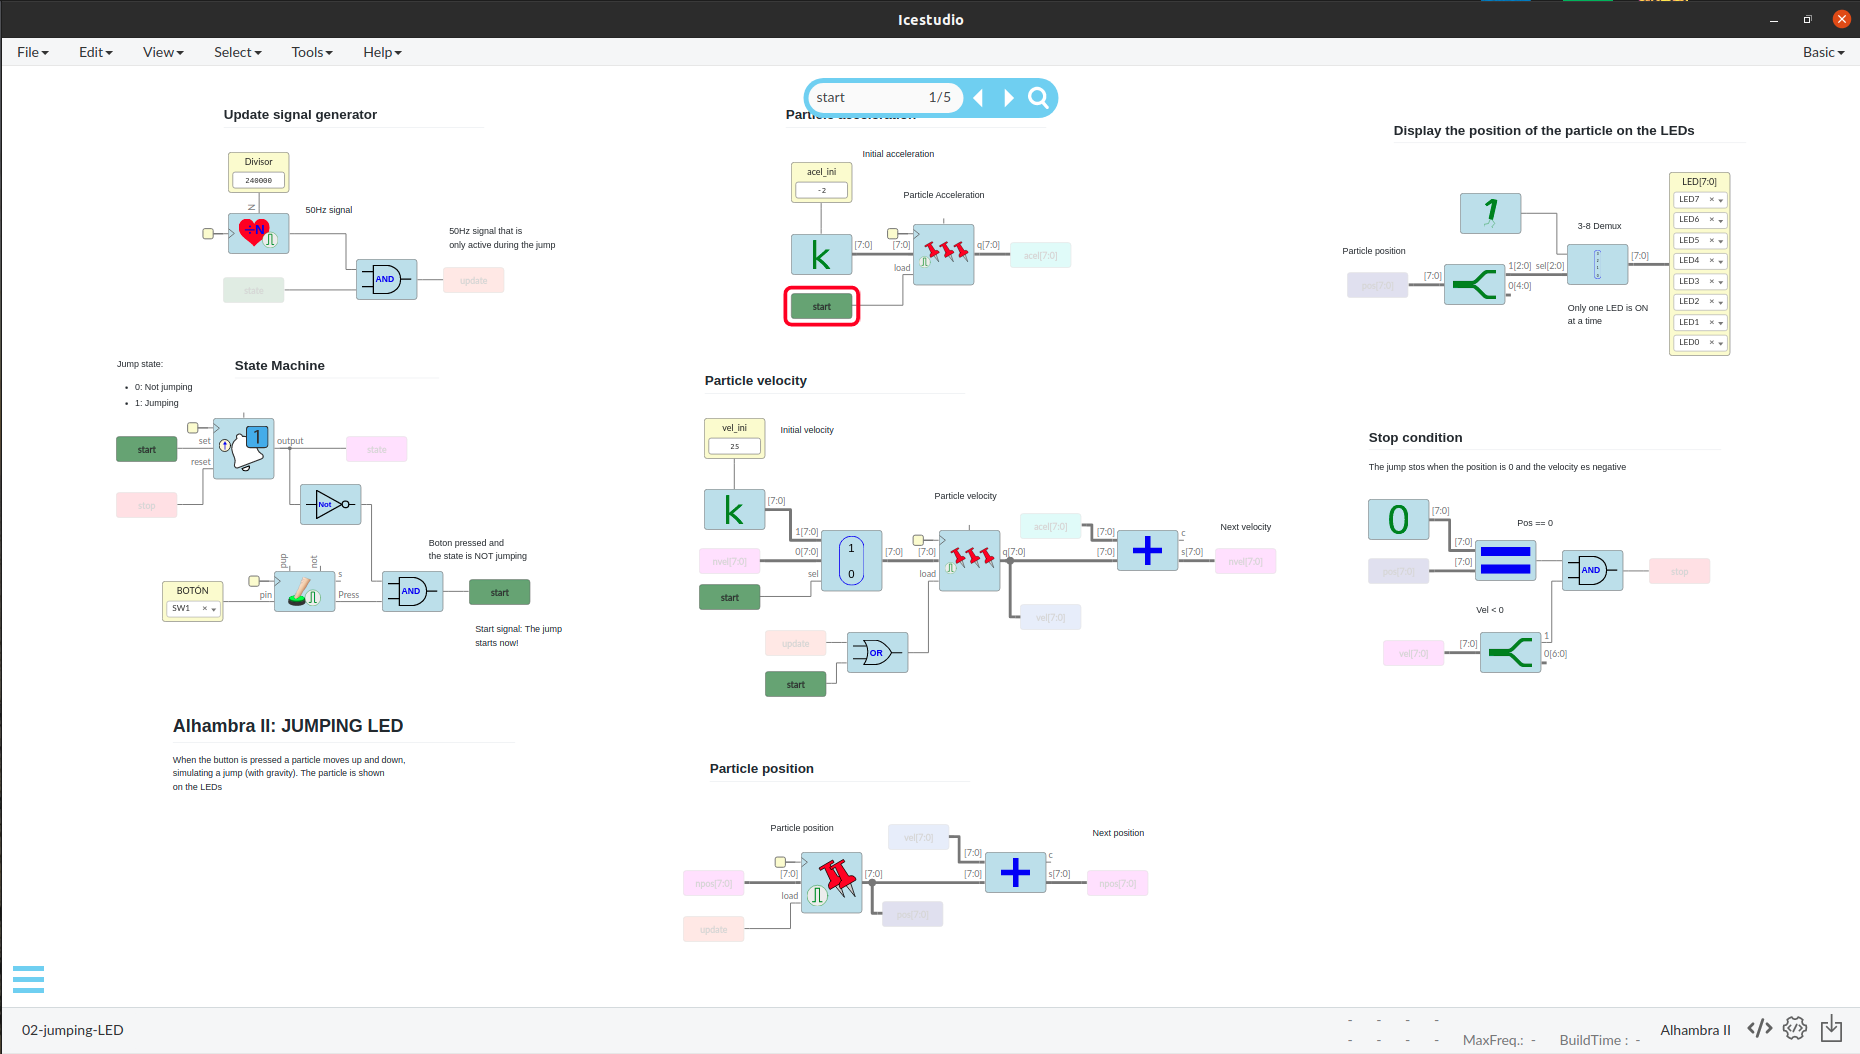 Icestudio
File Edit View Select Tools Help Basic
start 1/5
Update signal generator
Divisor
240000
N
÷N
50Hz signal
50Hz signal that is
only active during the jump
state
AND
update
Particle acceleration
Initial acceleration
acel_ini
-2
Particle Acceleration
k
[7:0] [7:0] q[7:0]
load
acel[7:0]
start
Display the position of the particle on the LEDs
1
3-8 Demux
Particle position
pos[7:0]
[7:0] 1[2:0] sel[2:0] [7:0]
0[4:0]
Only one LED is ON
at a time
LED[7:0]
LED7
LED6
LED5
LED4
LED3
LED2
LED1
LED0
Jump state:
State Machine
• 0: Not jumping
• 1: Jumping
start
set
1
output
state
reset
stop
Not
Boton pressed and
the state is NOT jumping
BOTÓN
SW1
pup not
s
pin Press
AND
start
Start signal: The jump
starts now!
Particle velocity
vel_ini
25
Initial velocity
k
[7:0]
1[7:0]
0[7:0]
sel
nvel[7:0]
start
1
0
[7:0] [7:0] q[7:0]
load
Particle velocity
acel[7:0]
[7:0]
[7:0]
c
s[7:0]
Next velocity
nvel[7:0]
vel[7:0]
update
OR
start
Stop condition
The jump stos when the position is 0 and the velocity es negative
0
[7:0]
Pos == 0
[7:0]
[7:0]
pos[7:0]
AND
stop
Vel < 0
vel[7:0]
[7:0] 1
0[6:0]
Alhambra II: JUMPING LED
When the button is pressed a particle moves up and down,
simulating a jump (with gravity). The particle is shown
on the LEDs
Particle position
Particle position
npos[7:0]
[7:0] [7:0]
load
update
vel[7:0]
[7:0]
[7:0]
c
s[7:0]
Next position
npos[7:0]
pos[7:0]
02-jumping-LED
- - - -
- - - - MaxFreq.: - BuildTime : - Alhambra II